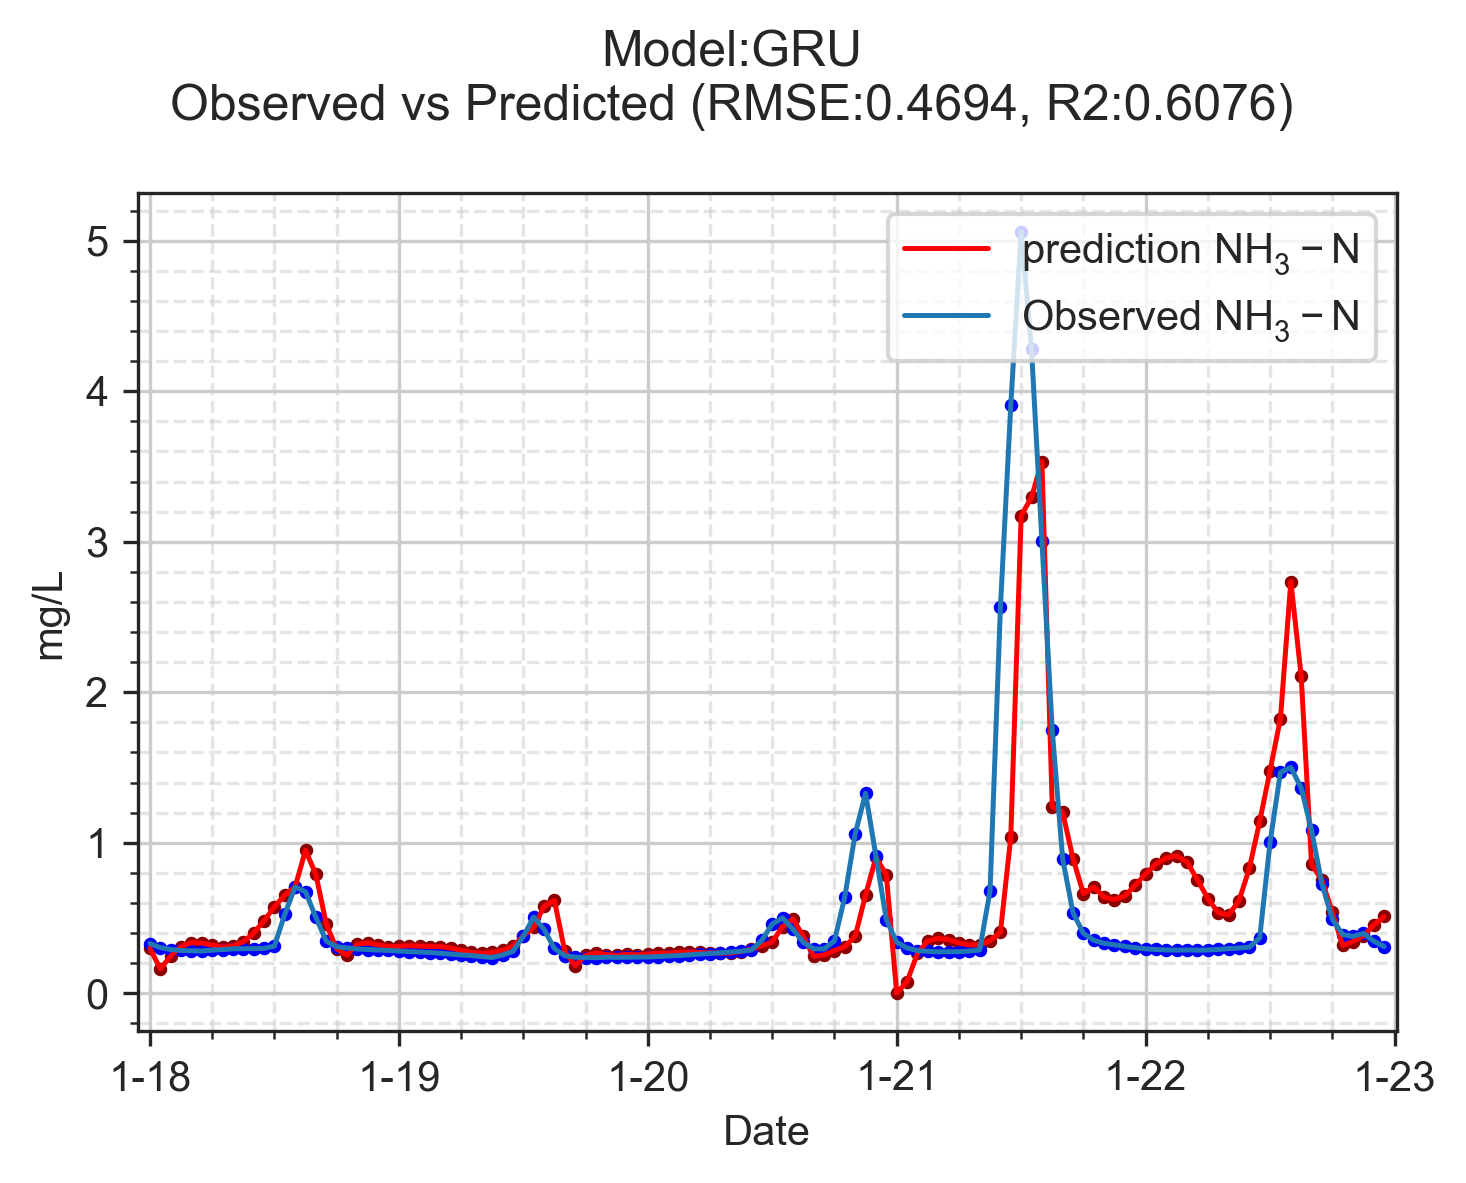 Model:GRU
Observed vs Predicted (RMSE:0.4694, R2:0.6076)
prediction NH₃ − N
Observed NH₃ − N
5
4
3
2
1
0
mg/L
1-18 1-19 1-20 1-21 1-22 1-23
Date